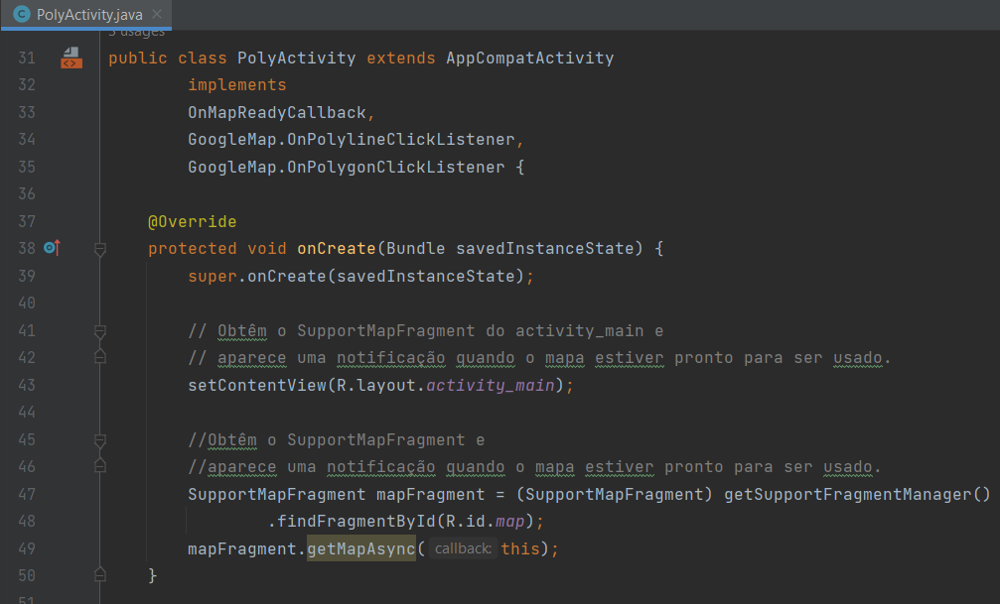 PolyActivity.java
5 usages
31 public class PolyActivity extends AppCompatActivity
32 implements
33 OnMapReadyCallback,
34 GoogleMap.OnPolylineClickListener,
35 GoogleMap.OnPolygonClickListener {
36
37 @Override
38 protected void onCreate(Bundle savedInstanceState) {
39 super.onCreate(savedInstanceState);
40
41 // Obtêm o SupportMapFragment do activity_main e
42 // aparece uma notificação quando o mapa estiver pronto para ser usado.
43 setContentView(R.layout.activity_main);
44
45 //Obtêm o SupportMapFragment e
46 //aparece uma notificação quando o mapa estiver pronto para ser usado.
47 SupportMapFragment mapFragment = (SupportMapFragment) getSupportFragmentManager()
48 .findFragmentById(R.id.map);
49 mapFragment.getMapAsync( callback: this);
50 }
51